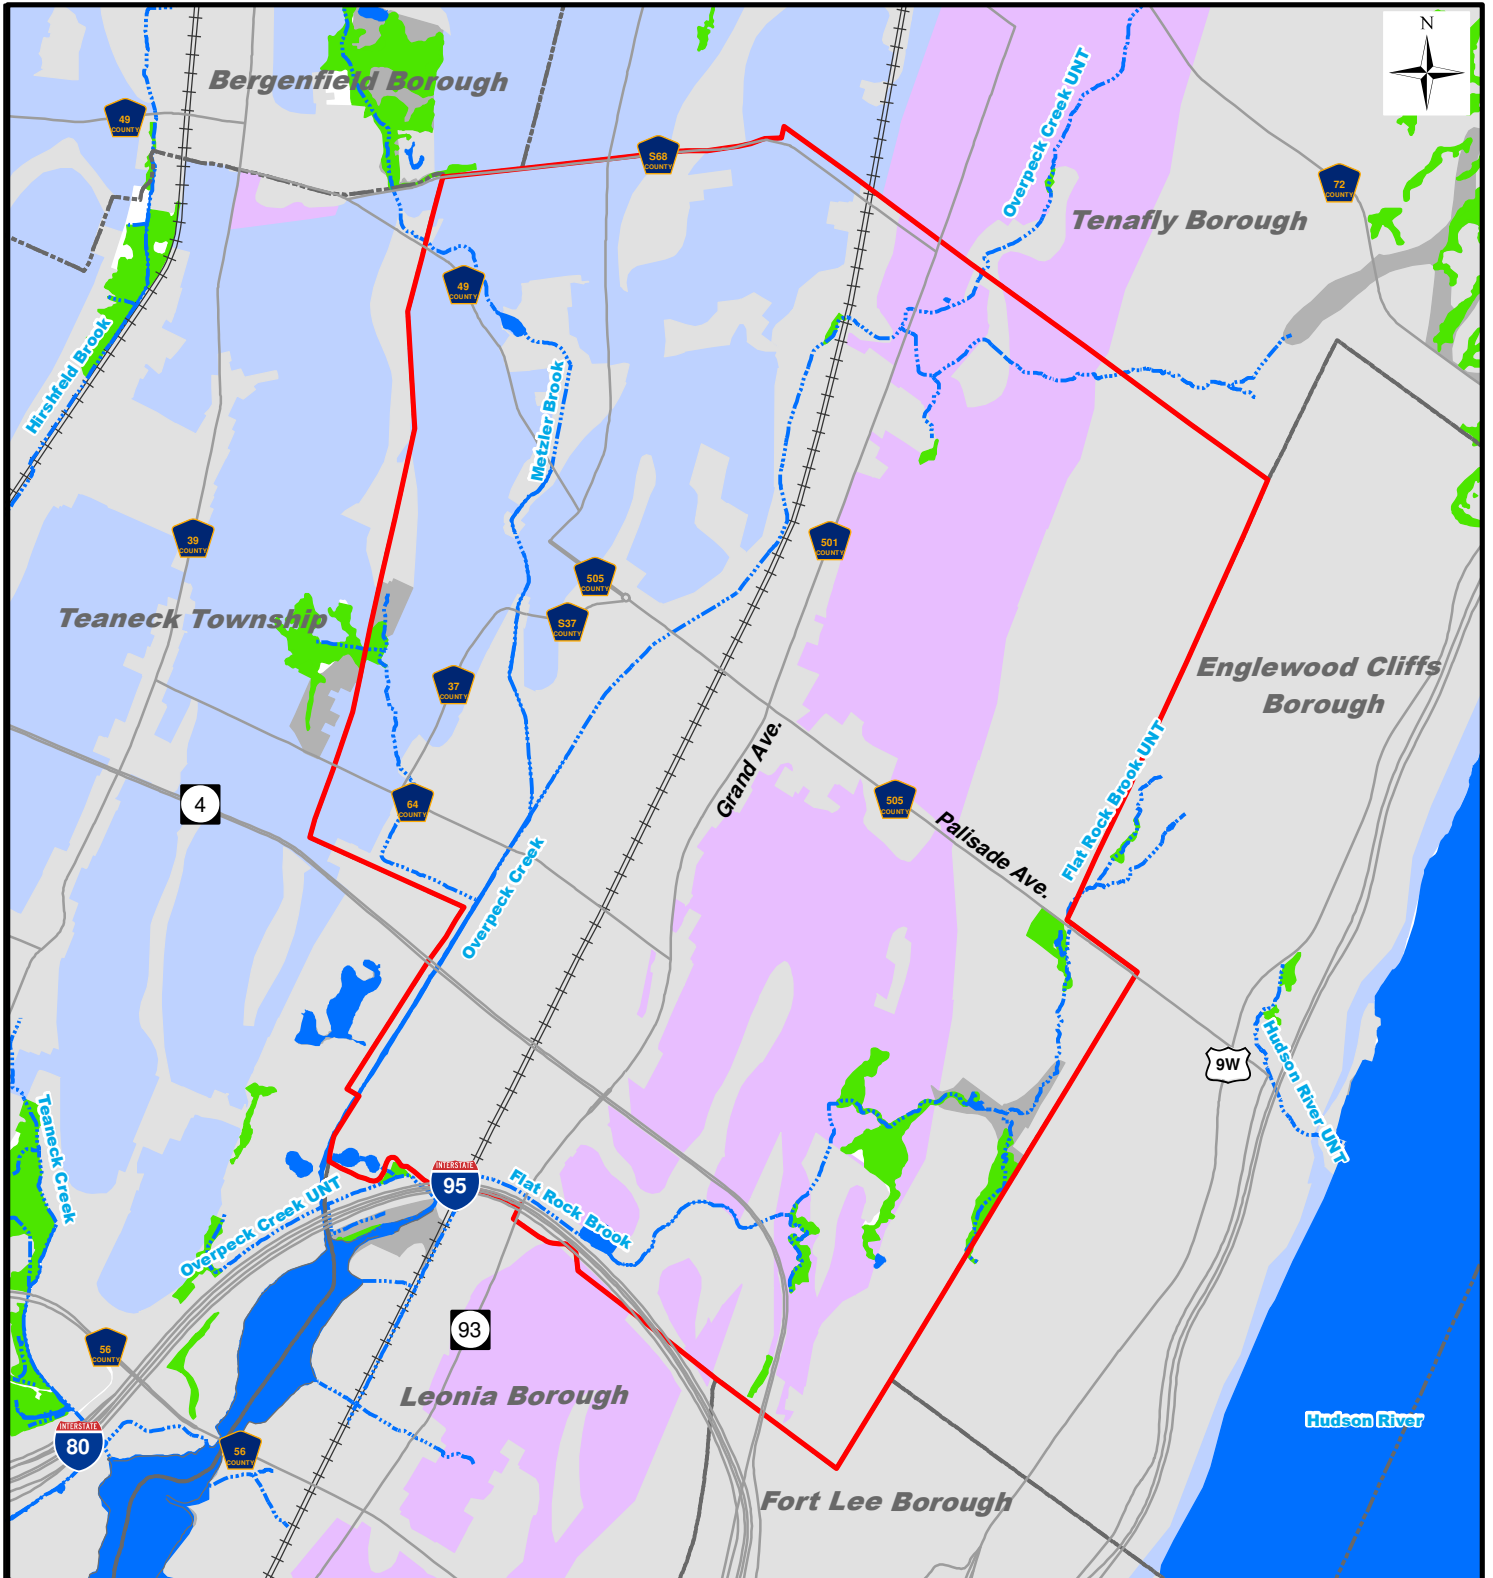 N
Bergenfield Borough
49
COUNTY
S68
COUNTY
Overpeck Creek UNT
72
COUNTY
Tenafly Borough
49
COUNTY
Hirshfeld Brook
Metzler Brook
39
COUNTY
501
COUNTY
505
COUNTY
S37
COUNTY
Teaneck Township
37
COUNTY
Englewood Cliffs
Borough
Grand Ave.
Flat Rock Brook UNT
4
64
COUNTY
505
COUNTY
Palisade Ave.
Overpeck Creek
9W
Hudson River UNT
Teaneck Creek
INTERSTATE
95
Overpeck Creek UNT
Flat Rock Brook
93
56
COUNTY
Leonia Borough
INTERSTATE
80
56
COUNTY
Hudson River
Fort Lee Borough